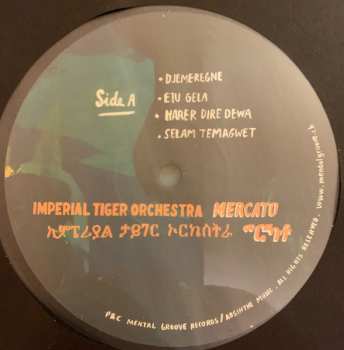 Side A
• DJEMEREGNE
• ETU GELA
• HARER DIRE DEWA
• SELAM TEMAGWET
IMPERIAL TIGER ORCHESTRA MERCATO
ኢምፔሪያል ታይገር ኦርኬስትራ መርካቶ
P&C MENTAL GROOVE RECORDS / ABSINTHE MUSIC. ALL RIGHTS RESERVED. www.mentalgroove.ch